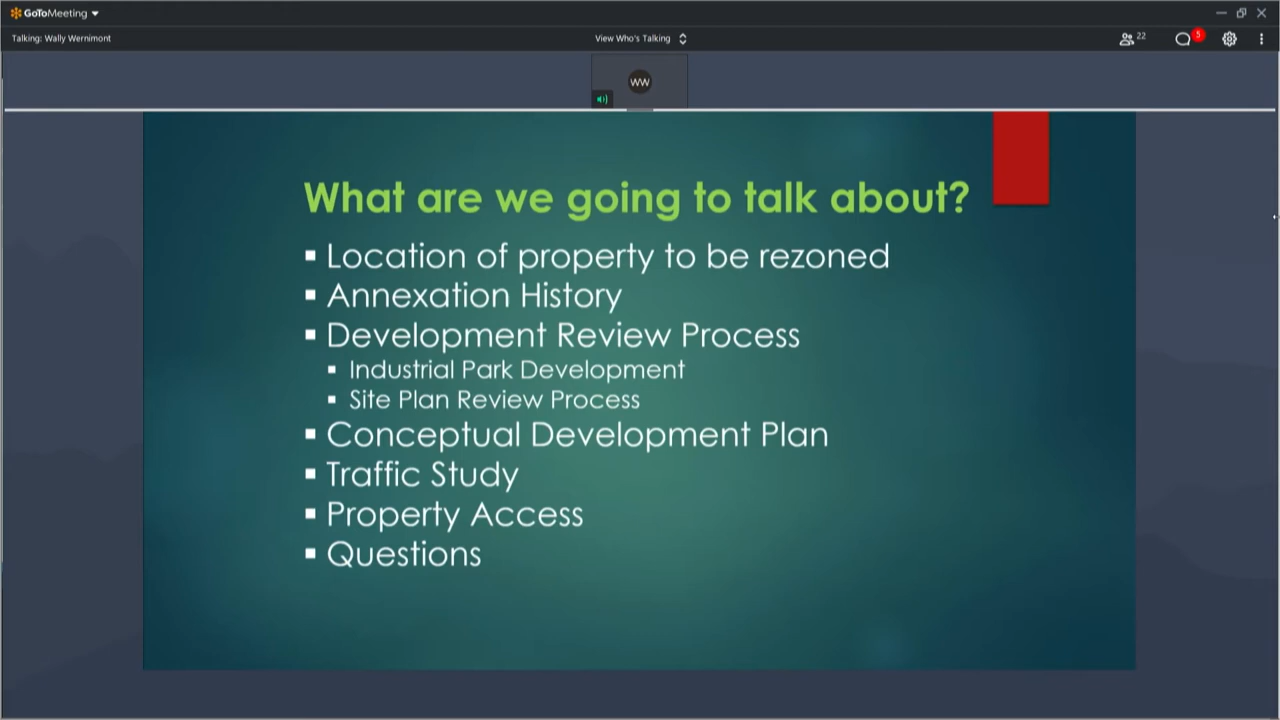 GoToMeeting
Talking: Wally Wernimont
View Who's Talking
22
5
WW
What are we going to talk about?
Location of property to be rezoned
Annexation History
Development Review Process
Industrial Park Development
Site Plan Review Process
Conceptual Development Plan
Traffic Study
Property Access
Questions